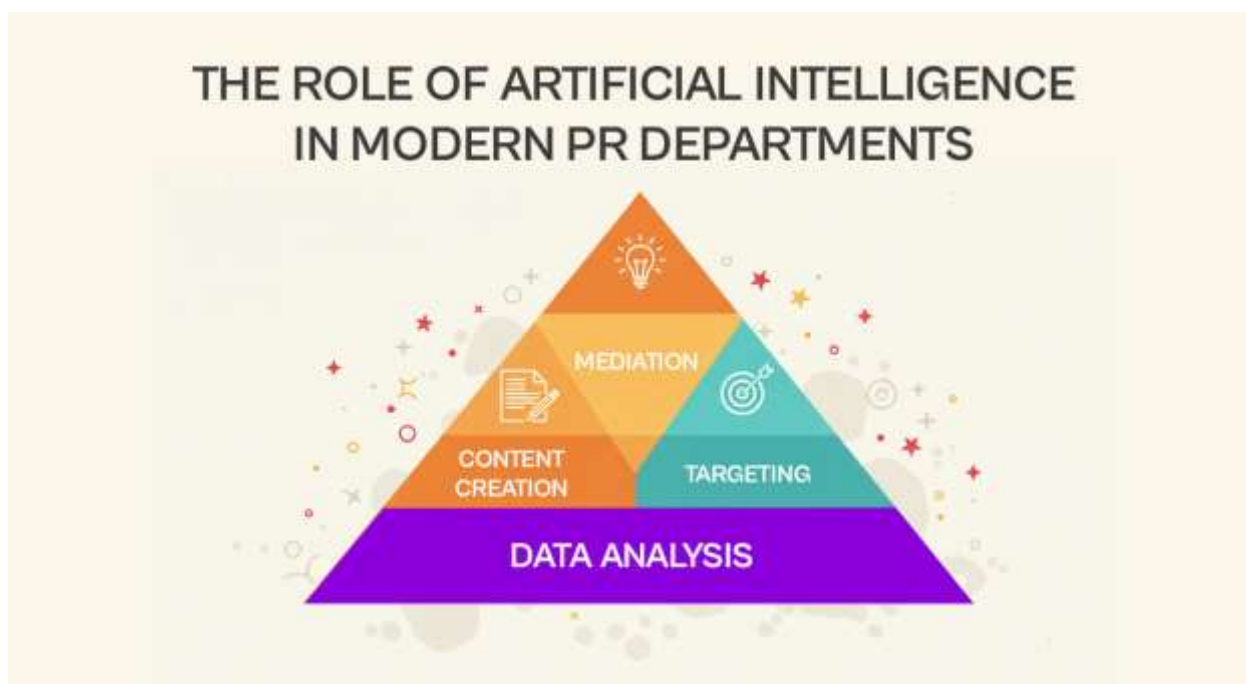 THE ROLE OF ARTIFICIAL INTELLIGENCE
IN MODERN PR DEPARTMENTS
MEDIATION
CONTENT
CREATION
TARGETING
DATA ANALYSIS